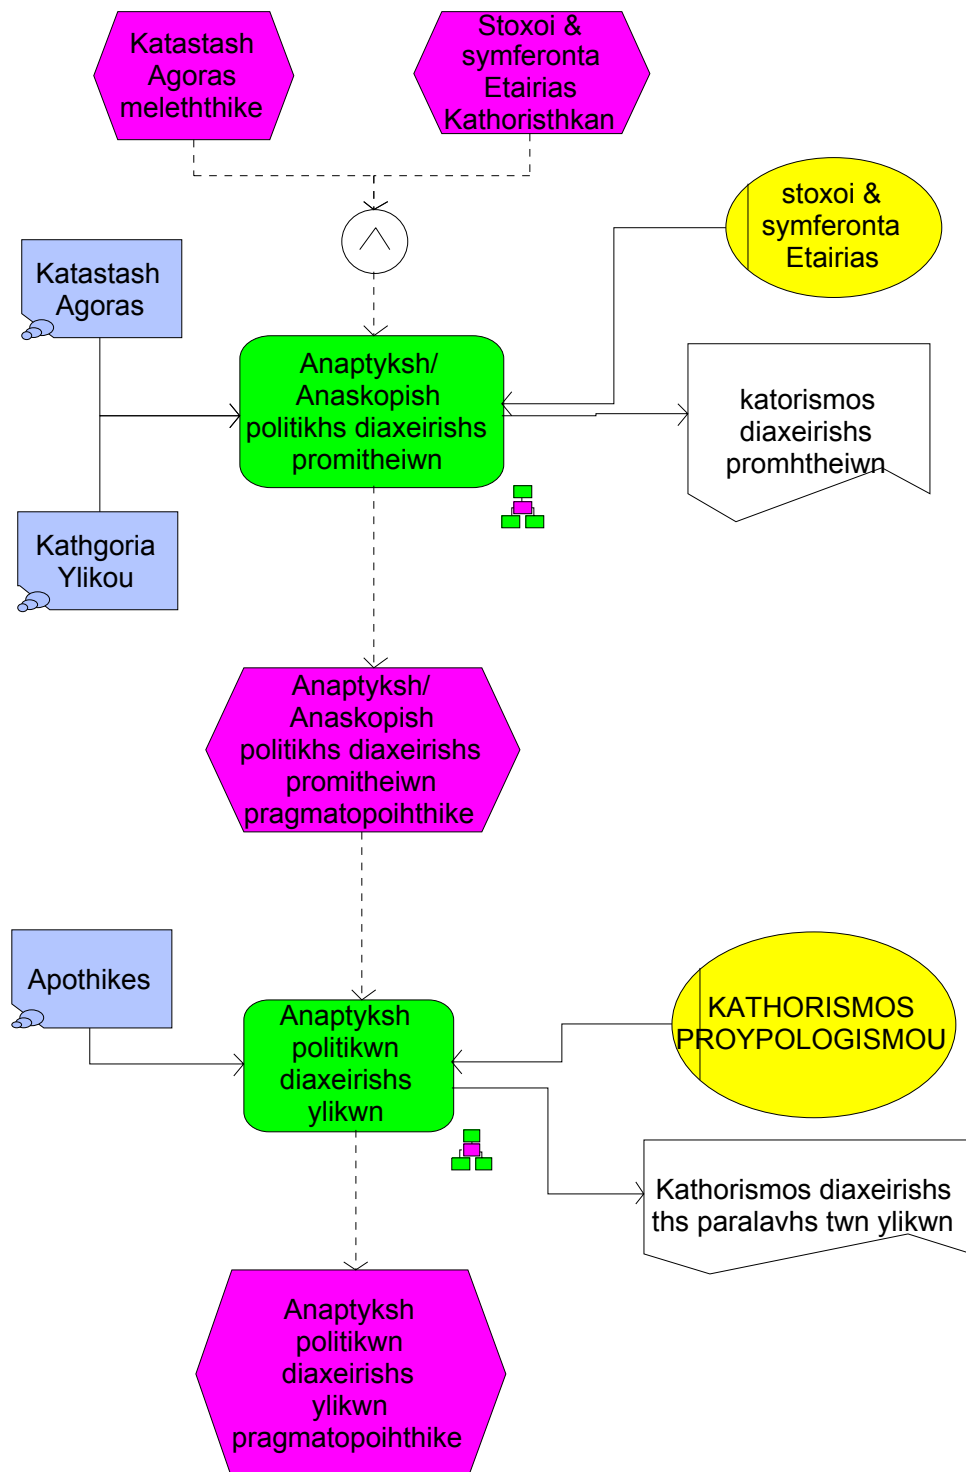 Katastash
Agoras
meleththike
Stoxoi &
symferonta
Etairias
Kathoristhkan
stoxoi &
symferonta
Etairias
Katastash
Agoras
Anaptyksh/
Anaskopish
politikhs diaxeirishs
promitheiwn
katorismos
diaxeirishs
promhtheiwn
Kathgoria
Ylikou
Anaptyksh/
Anaskopish
politikhs diaxeirishs
promitheiwn
pragmatopoihthike
Apothikes
Anaptyksh
politikwn
diaxeirishs
ylikwn
KATHORISMOS
PROYPOLOGISMOU
Kathorismos diaxeirishs
ths paralavhs twn ylikwn
Anaptyksh
politikwn
diaxeirishs
ylikwn
pragmatopoihthike